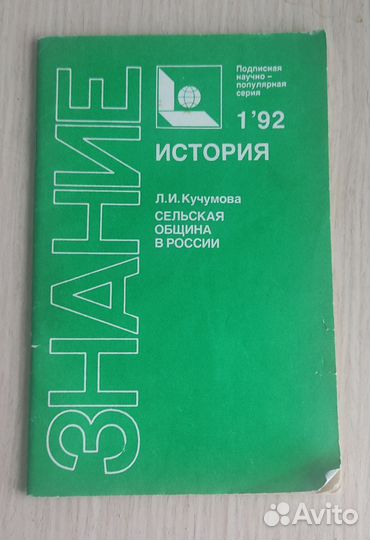 Подписная
научно –
популярная
серия
1'92
ИСТОРИЯ
Л.И.Кучумова
СЕЛЬСКАЯ
ОБЩИНА
В РОССИИ
ЗНАНИЕ
Avito